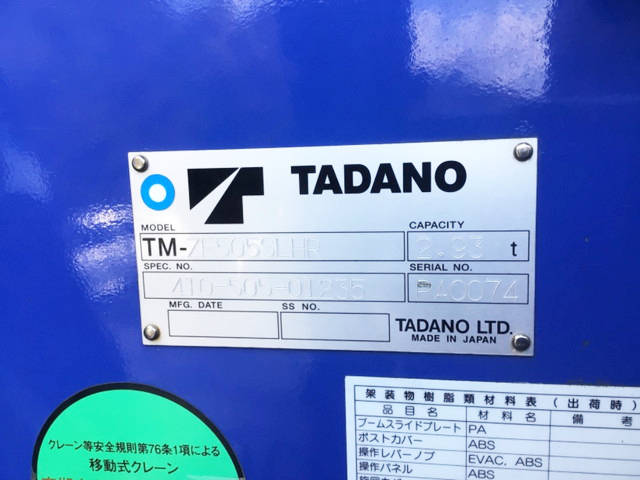 TADANO
MODEL
CAPACITY
TM-ZF505SLHR
2.93 t
SPEC. NO.
SERIAL NO.
410-505-01235
PA0074
MFG. DATE
SS NO.
TADANO LTD.
MADE IN JAPAN
架装物樹脂類材料表(出荷時)
品目 材料名 備考
ブームスライドプレート PA
ポストカバー ABS
操作レバーノブ EVAC, ABS
操作パネル ABS
クレーン等安全規則第76条1項による
移動式クレーン